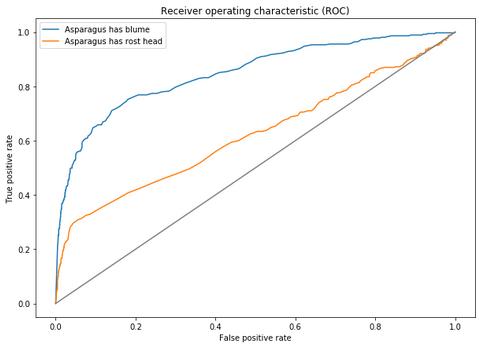 Receiver operating characteristic (ROC)
Asparagus has blume
Asparagus has rost head
True positive rate
1.0
0.8
0.6
0.4
0.2
0.0
0.0 0.2 0.4 0.6 0.8 1.0
False positive rate